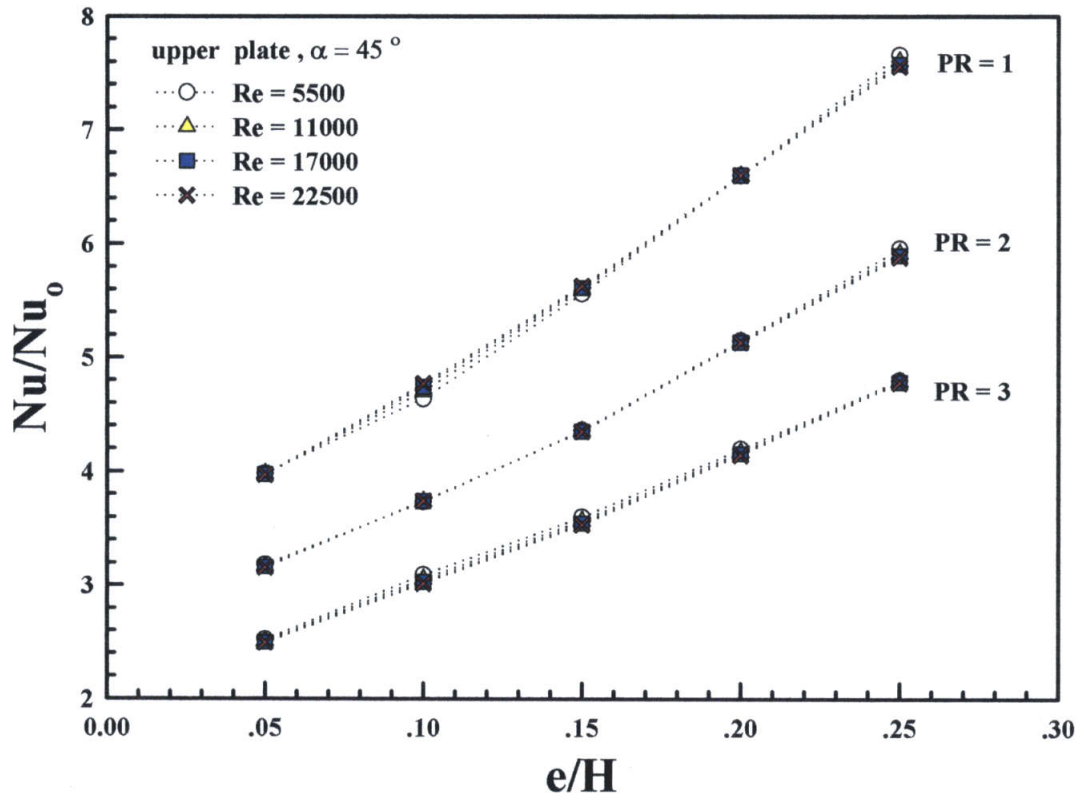 8
7
6
5
4
3
2
Nu/Nuo
upper plate , α = 45 °
Re = 5500
Re = 11000
Re = 17000
Re = 22500
PR = 1
PR = 2
PR = 3
0.00 .05 .10 .15 .20 .25 .30
e/H